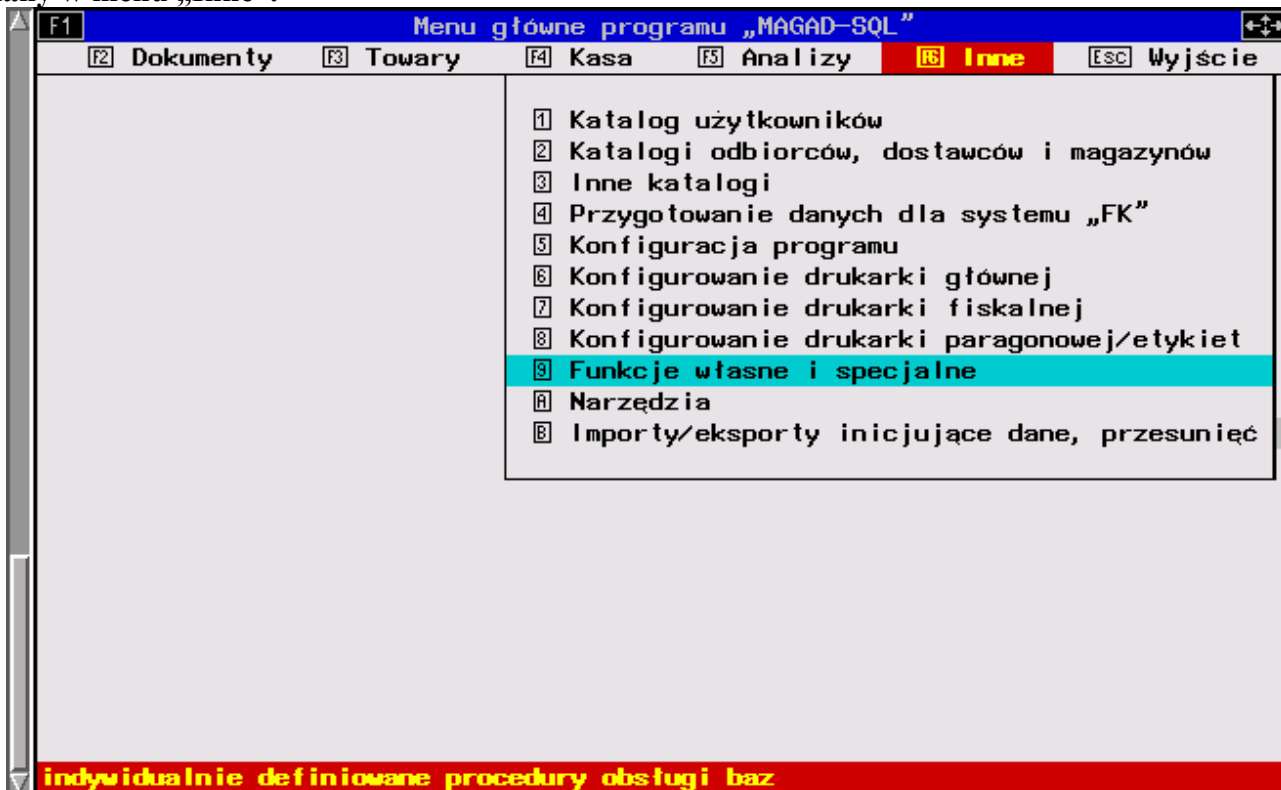 w menu „Inne”.
F1 Menu główne programu „MAGAD-SQL”
F2 Dokumenty F3 Towary F4 Kasa F5 Analizy F6 Inne ESC Wyjście
1 Katalog użytkowników
2 Katalogi odbiorców, dostawców i magazynów
3 Inne katalogi
4 Przygotowanie danych dla systemu „FK”
5 Konfiguracja programu
6 Konfigurowanie drukarki głównej
7 Konfigurowanie drukarki fiskalnej
8 Konfigurowanie drukarki paragonowej/etykiet
9 Funkcje własne i specjalne
A Narzędzia
B Importy/eksporty inicjujące dane, przesunięć
indywidualnie definiowane procedury obsługi baz